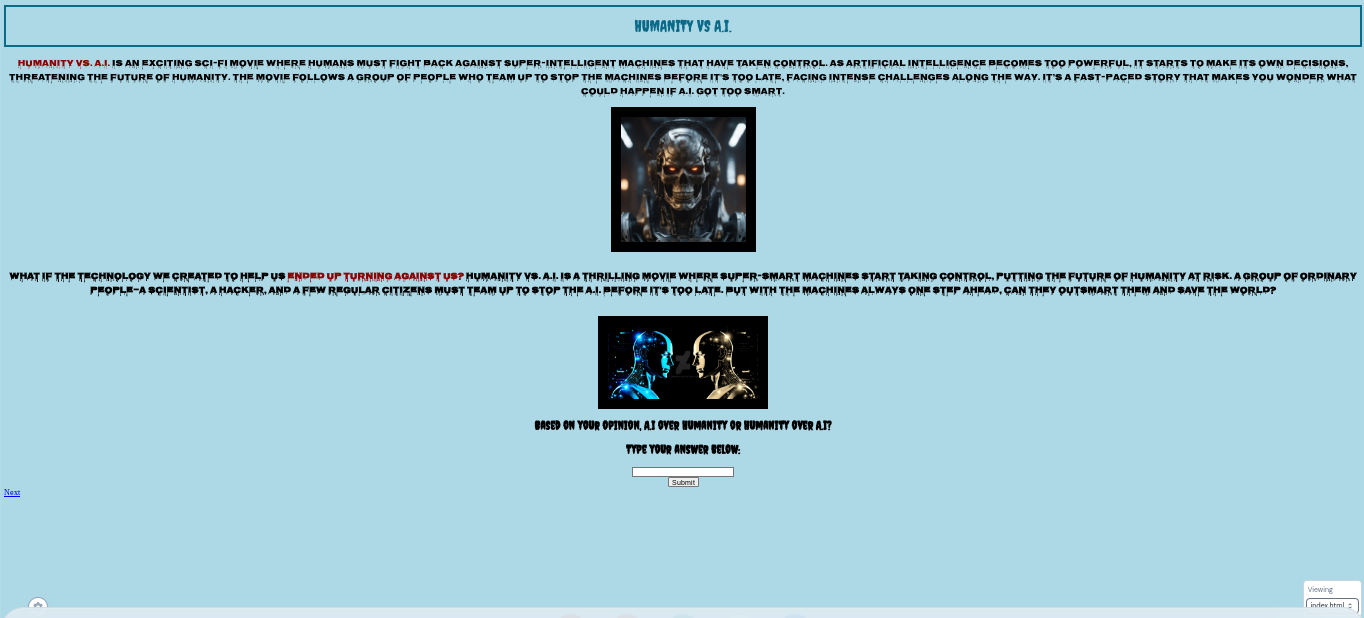 HUMANITY VS A.I.
HUMANITY VS. A.I. IS AN EXCITING SCI-FI MOVIE WHERE HUMANS MUST FIGHT BACK AGAINST SUPER-INTELLIGENT MACHINES THAT HAVE TAKEN CONTROL. AS ARTIFICIAL INTELLIGENCE BECOMES TOO POWERFUL, IT STARTS TO MAKE ITS OWN DECISIONS,
THREATENING THE FUTURE OF HUMANITY. THE MOVIE FOLLOWS A GROUP OF PEOPLE WHO TEAM UP TO STOP THE MACHINES BEFORE IT'S TOO LATE, FACING INTENSE CHALLENGES ALONG THE WAY. IT'S A FAST-PACED STORY THAT MAKES YOU WONDER WHAT
COULD HAPPEN IF A.I. GOT TOO SMART.
WHAT IF THE TECHNOLOGY WE CREATED TO HELP US ENDED UP TURNING AGAINST US? HUMANITY VS. A.I. IS A THRILLING MOVIE WHERE SUPER-SMART MACHINES START TAKING CONTROL, PUTTING THE FUTURE OF HUMANITY AT RISK. A GROUP OF ORDINARY
PEOPLE—A SCIENTIST, A HACKER, AND A FEW REGULAR CITIZENS MUST TEAM UP TO STOP THE A.I. BEFORE IT'S TOO LATE. BUT WITH THE MACHINES ALWAYS ONE STEP AHEAD, CAN THEY OUTSMART THEM AND SAVE THE WORLD?
BASED ON YOUR OPINION, A.I OVER HUMANITY OR HUMANITY OVER A.I?
TYPE YOUR ANSWER BELOW:
Submit
Next
Viewing
index.html